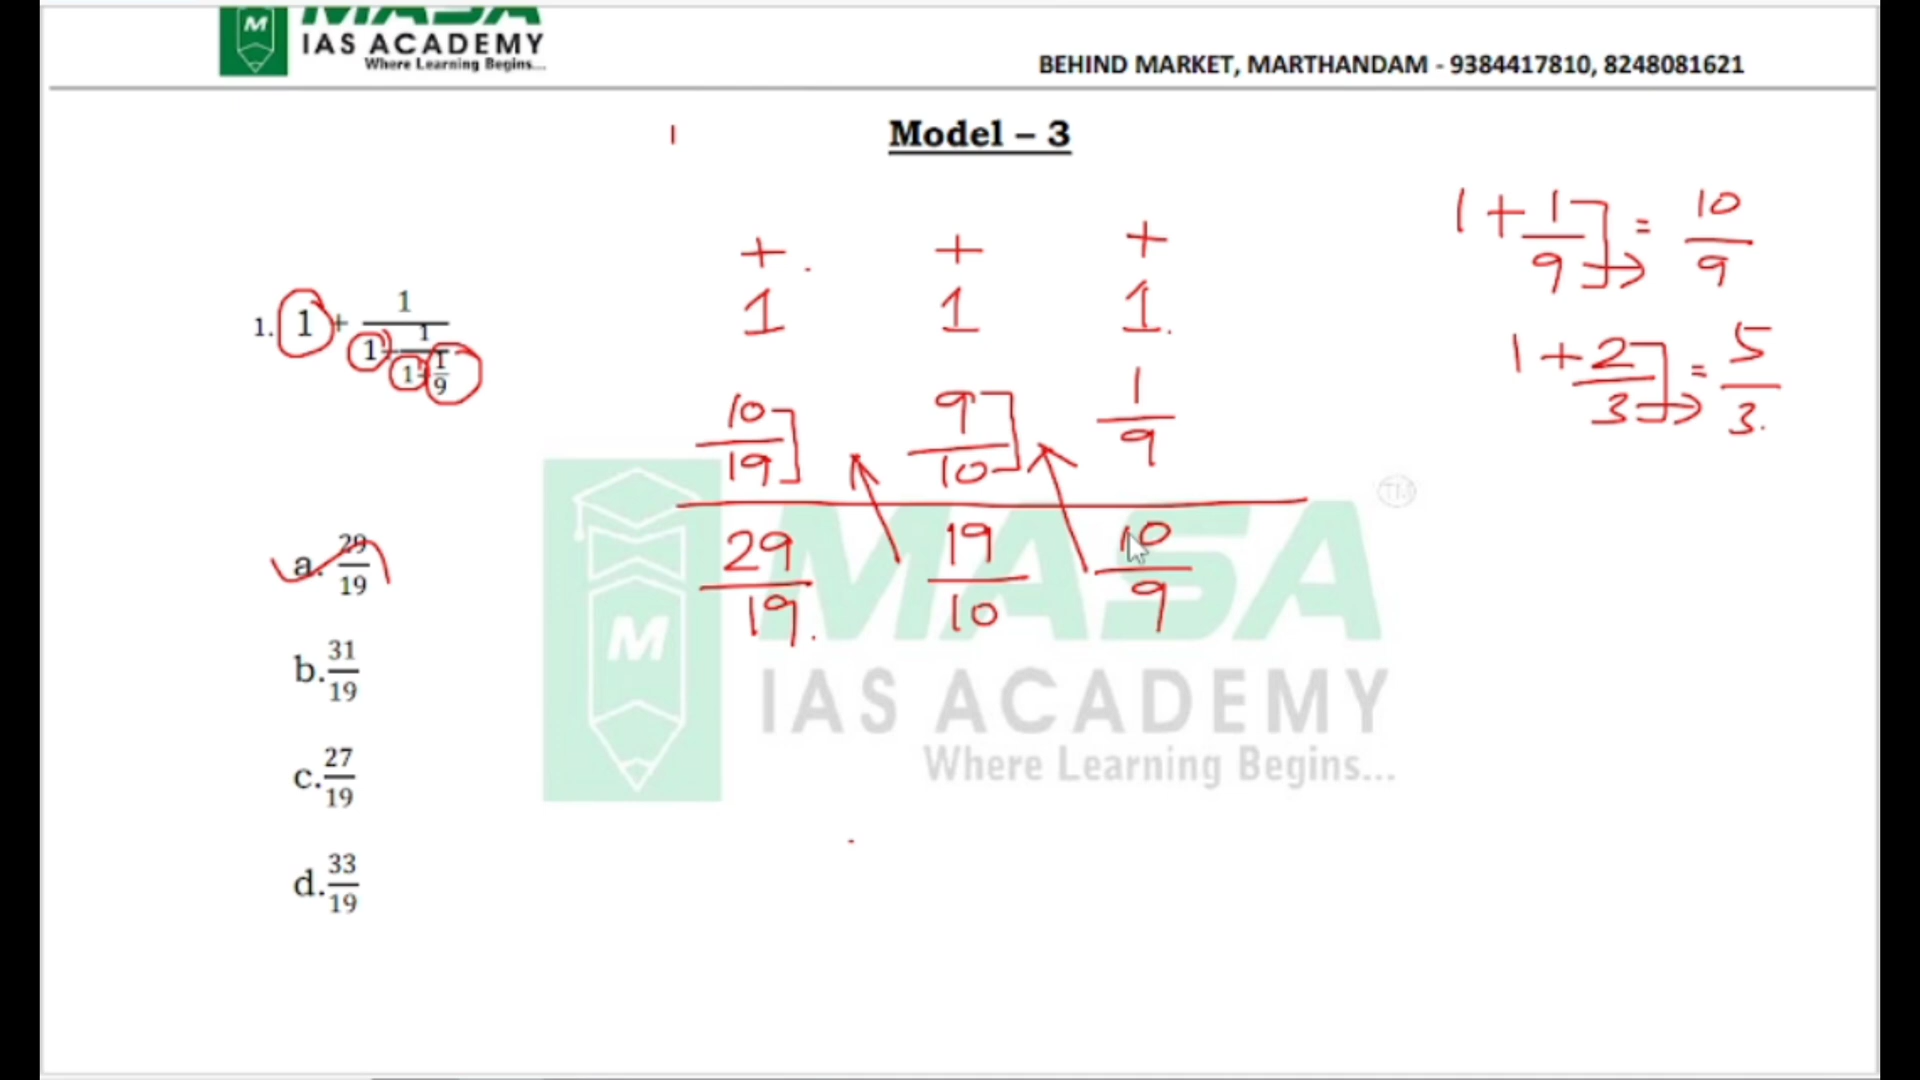 MASA
IAS ACADEMY
Where Learning Begins...
BEHIND MARKET, MARTHANDAM - 9384417810, 8248081621
Model – 3
1. 1 + 1/(1+1/(1+1/9))
a. 29/19
b. 31/19
c. 27/19
d. 33/19
+ + +
1 1 1
10/19 9/10 1/9
29/19 19/10 10/9
1 + 1/9 = 10/9
1 + 2/3 = 5/3
M
MASA
TM
IAS ACADEMY
Where Learning Begins...